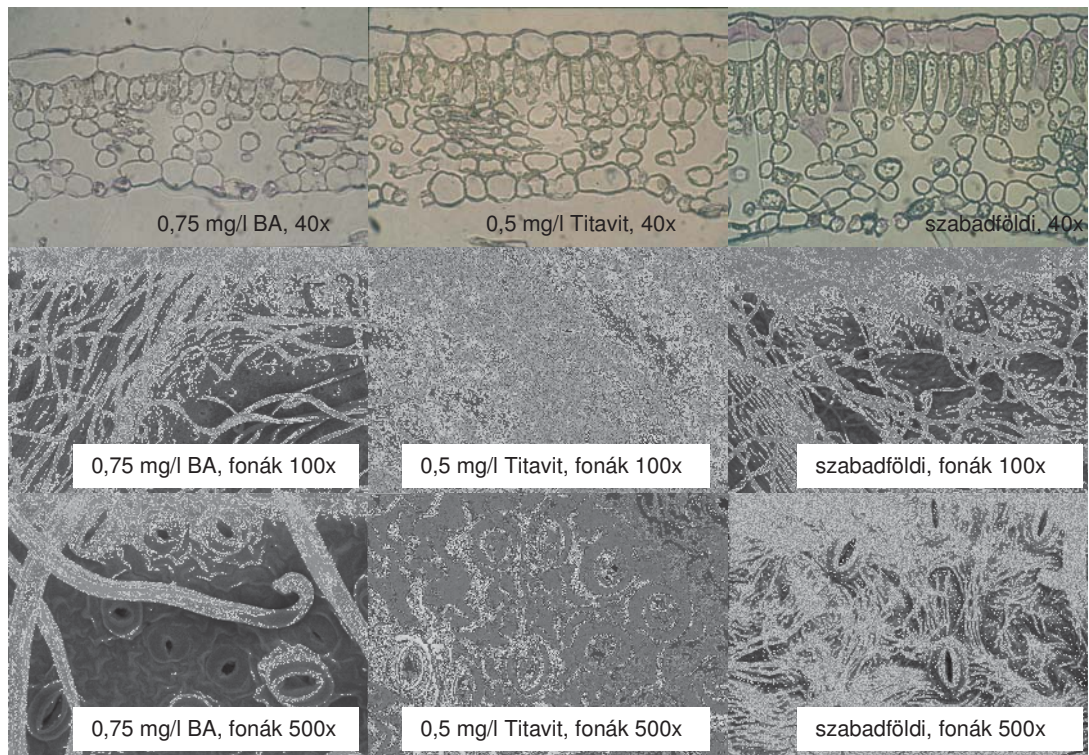 0,75 mg/l BA, 40x
0,5 mg/l Titavit, 40x
szabadföldi, 40x
0,75 mg/l BA, fonák 100x
0,5 mg/l Titavit, fonák 100x
szabadföldi, fonák 100x
0,75 mg/l BA, fonák 500x
0,5 mg/l Titavit, fonák 500x
szabadföldi, fonák 500x